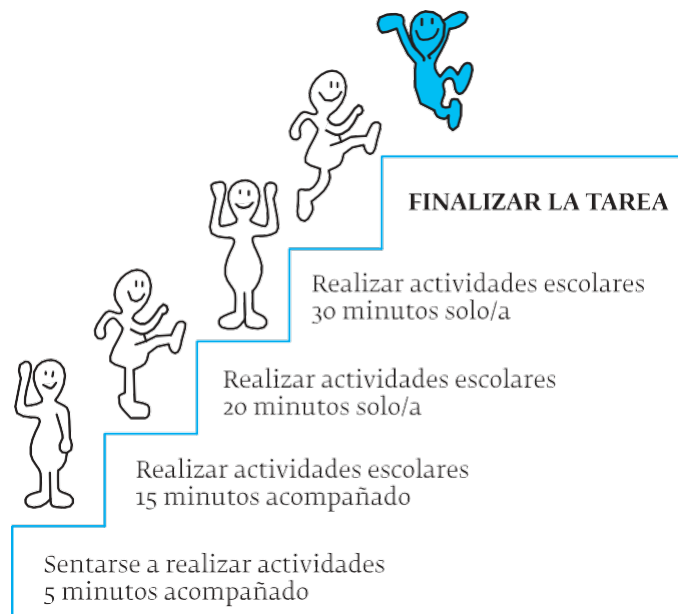 FINALIZAR LA TAREA
Realizar actividades escolares
30 minutos solo/a
Realizar actividades escolares
20 minutos solo/a
Realizar actividades escolares
15 minutos acompañado
Sentarse a realizar actividades
5 minutos acompañado